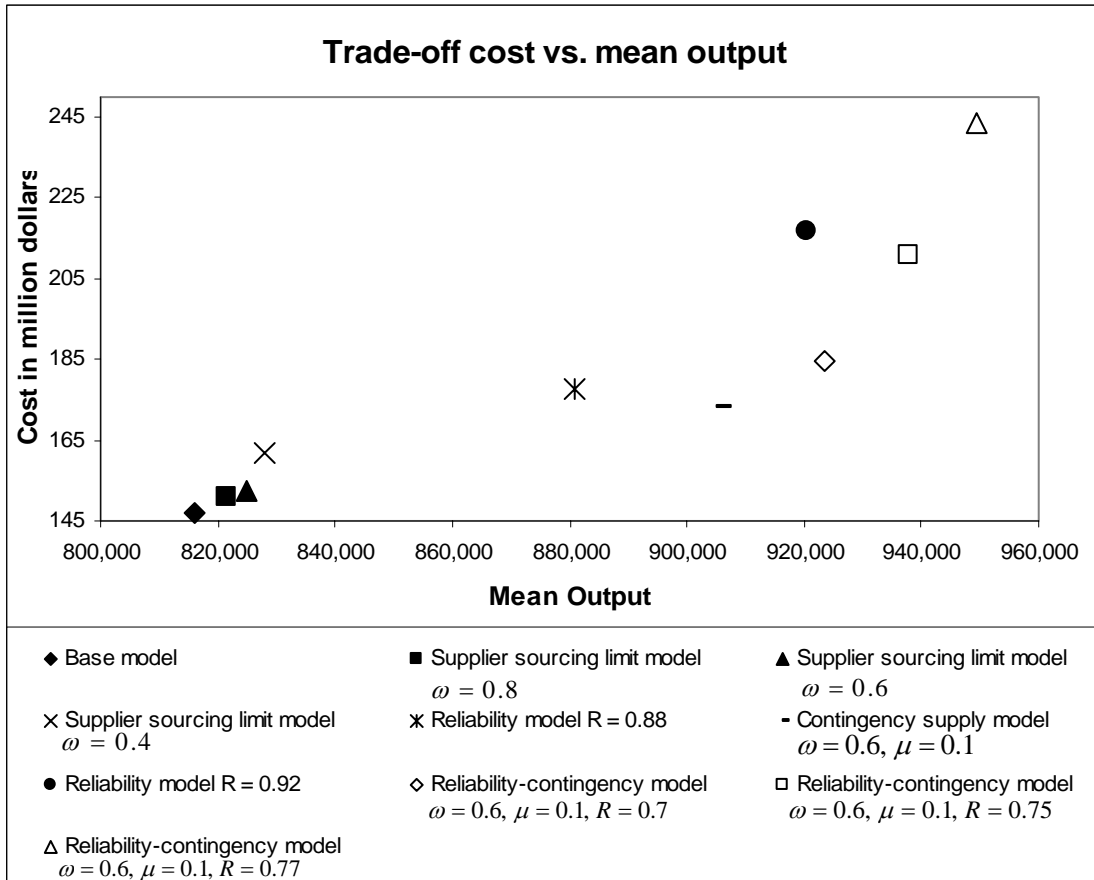 Trade-off cost vs. mean output
Cost in million dollars
245
225
205
185
165
145
800,000 820,000 840,000 860,000 880,000 900,000 920,000 940,000 960,000
Mean Output
Base model
Supplier sourcing limit model
ω = 0.8
Supplier sourcing limit model
ω = 0.6
Supplier sourcing limit model
ω = 0.4
Reliability model R = 0.88
Contingency supply model
ω = 0.6, μ = 0.1
Reliability model R = 0.92
Reliability-contingency model
ω = 0.6, μ = 0.1, R = 0.7
Reliability-contingency model
ω = 0.6, μ = 0.1, R = 0.75
Reliability-contingency model
ω = 0.6, μ = 0.1, R = 0.77